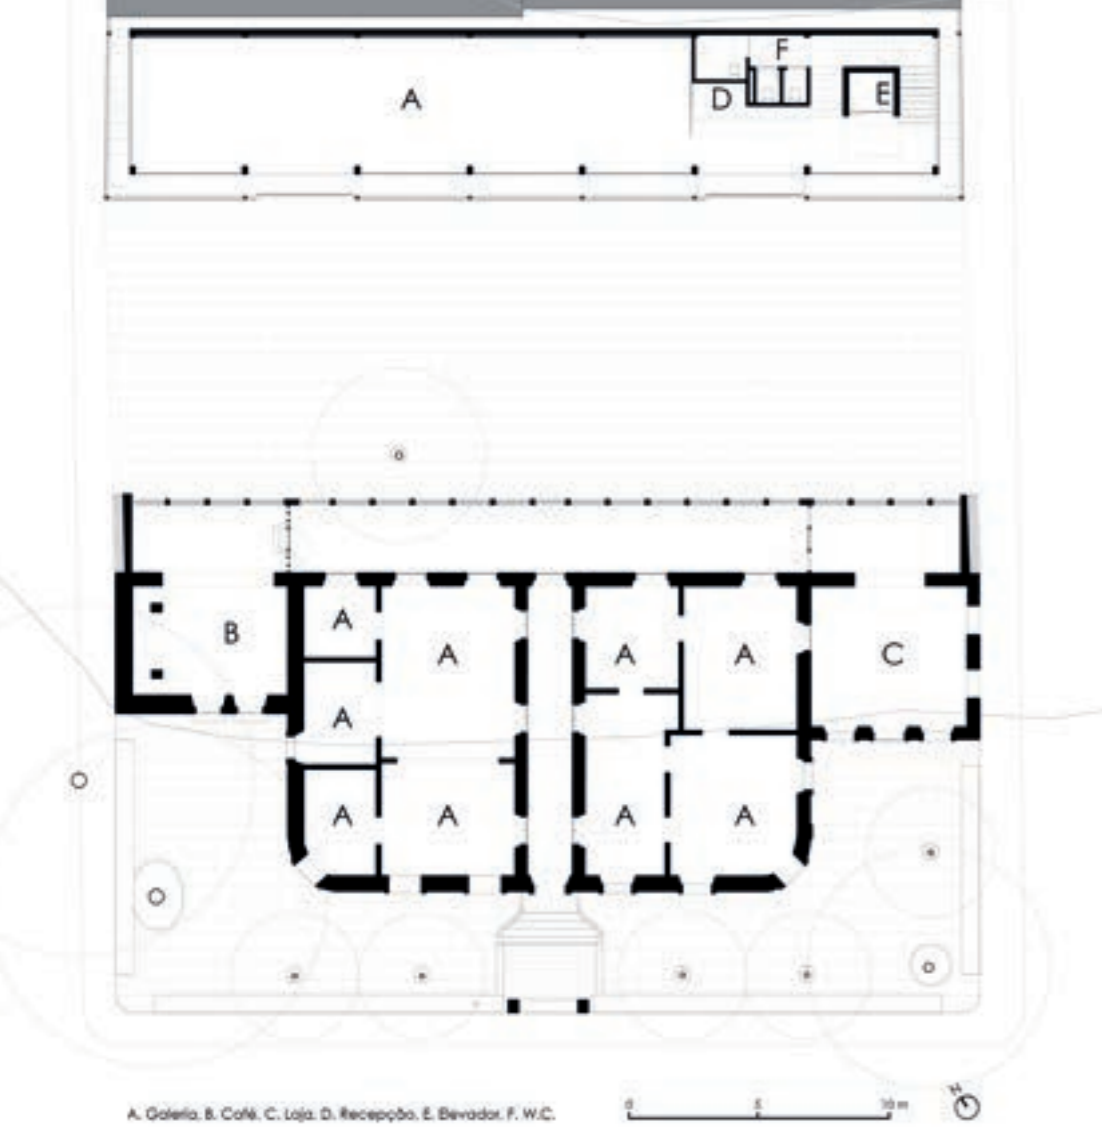 F
A
D
E
A
B
A
A
A
C
A
A
A
A
A
N
0 5 10 m
A. Galeria, B. Café, C. Loja, D. Recepção, E. Elevador, F. W.C.